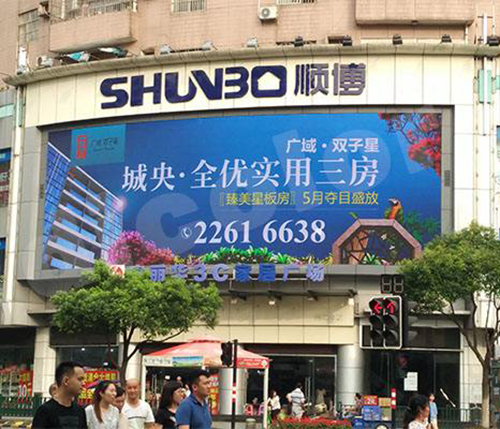 SHUNBO 顺博
广域·双子星
城央·全优实用三房
『臻美星板房』5月夺目盛放
2261 6638
丽华3C家居广场